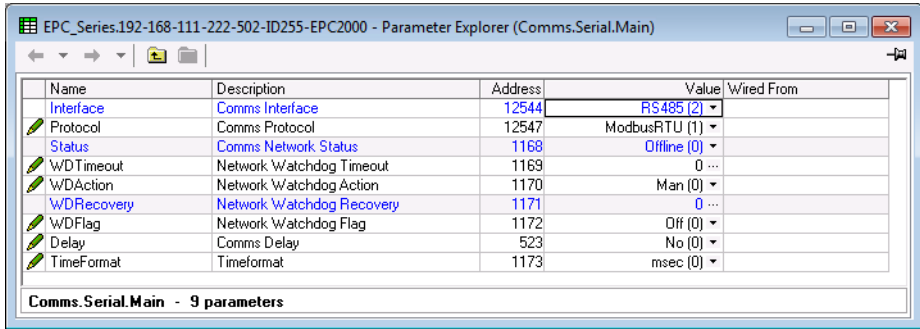 EPC_Series.192-168-111-222-502-ID255-EPC2000 - Parameter Explorer (Comms.Serial.Main)
Name Description Address Value Wired From
Interface Comms Interface 12544 RS485 (2)
Protocol Comms Protocol 12547 ModbusRTU (1)
Status Comms Network Status 1168 Offline (0)
WDTimeout Network Watchdog Timeout 1169 0 ...
WDAction Network Watchdog Action 1170 Man (0)
WDRecovery Network Watchdog Recovery 1171 0 ...
WDFlag Network Watchdog Flag 1172 Off (0)
Delay Comms Delay 523 No (0)
TimeFormat Timeformat 1173 msec (0)
Comms.Serial.Main - 9 parameters